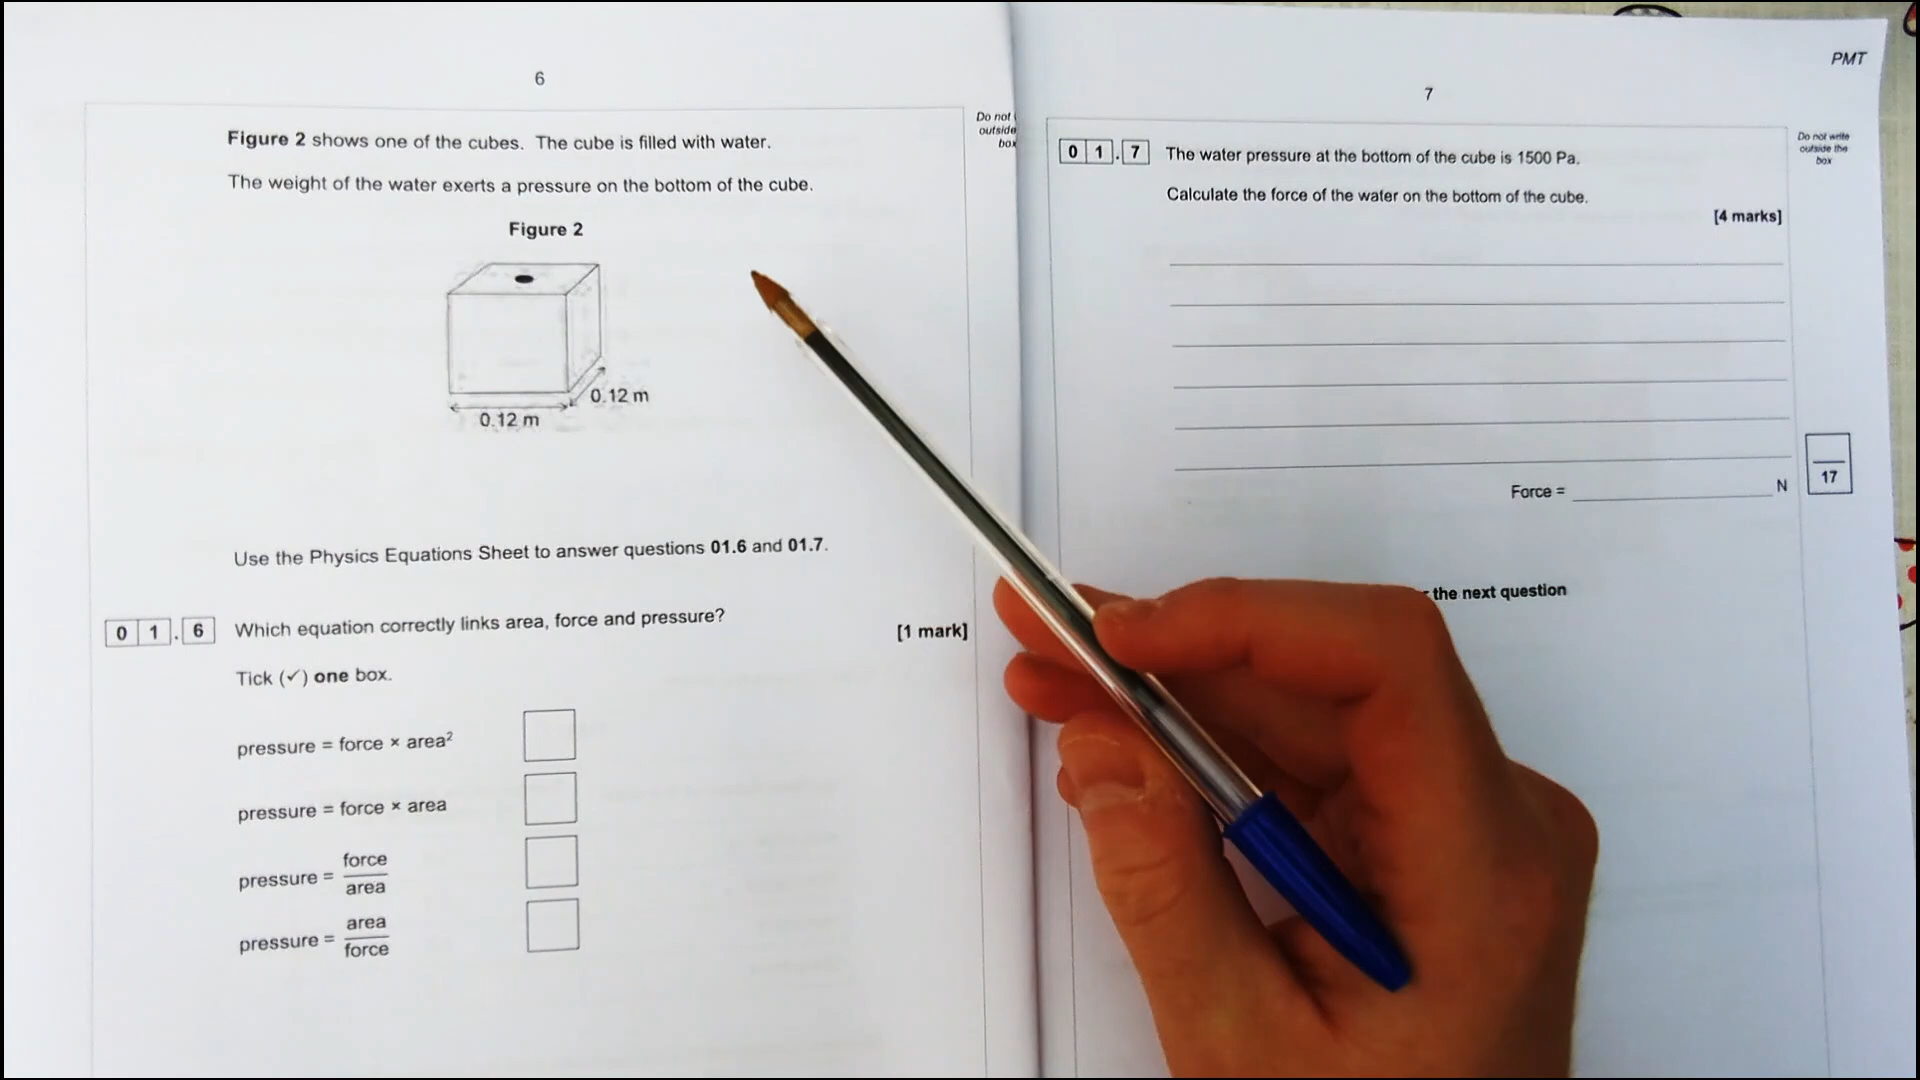 6
Figure 2 shows one of the cubes. The cube is filled with water.
The weight of the water exerts a pressure on the bottom of the cube.
Figure 2
0.12 m
0.12 m
Use the Physics Equations Sheet to answer questions 01.6 and 01.7.
0 1 . 6 Which equation correctly links area, force and pressure?
[1 mark]
Tick (✓) one box.
pressure = force × area²
pressure = force × area
pressure = force / area
pressure = area / force
Do not
outside
box
PMT
7
Do not write
outside the
box
0 1 . 7 The water pressure at the bottom of the cube is 1500 Pa.
Calculate the force of the water on the bottom of the cube.
[4 marks]
Force = N
17
the next question